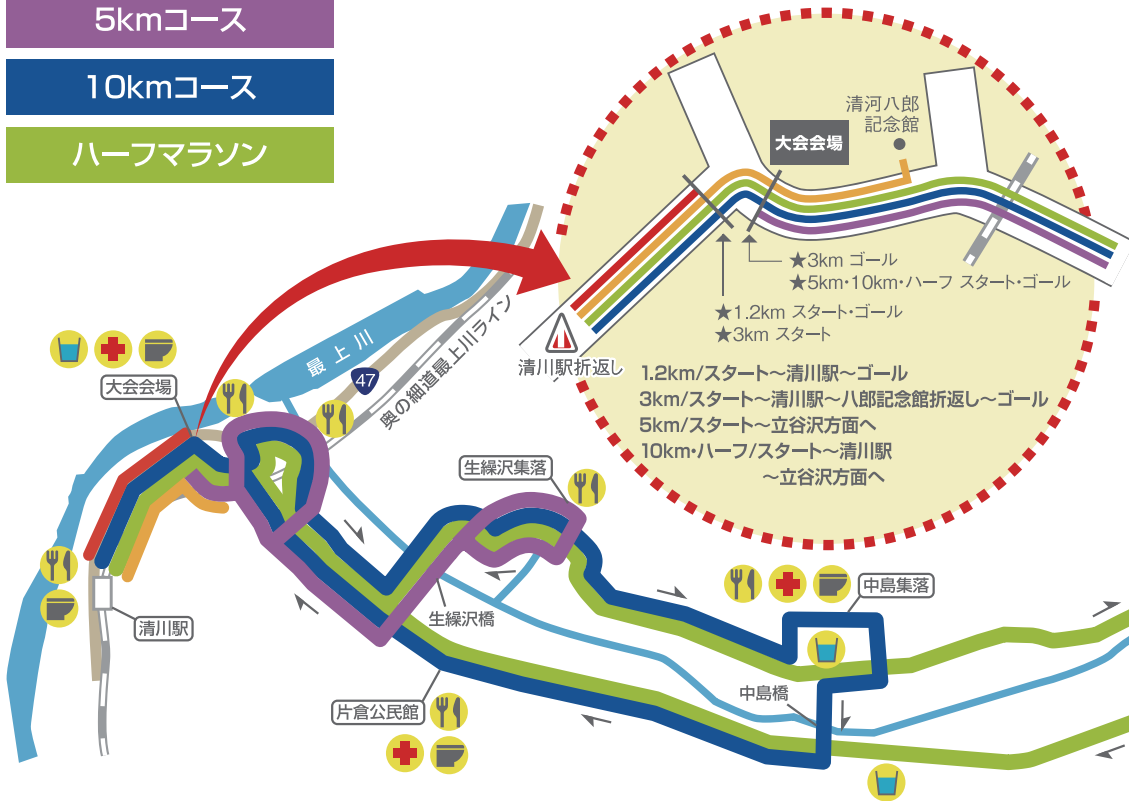 5kmコース
10kmコース
ハーフマラソン
清河八郎
記念館
大会会場
★3km ゴール
★5km・10km・ハーフ スタート・ゴール
★1.2km スタート・ゴール
★3km スタート
清川駅折返し
1.2km/スタート～清川駅～ゴール
3km/スタート～清川駅～八郎記念館折返し～ゴール
5km/スタート～立谷沢方面へ
10km・ハーフ/スタート～清川駅
～立谷沢方面へ
最上川
47
奥の細道最上川ライン
大会会場
生繰沢集落
中島集落
生繰沢橋
清川駅
中島橋
片倉公民館